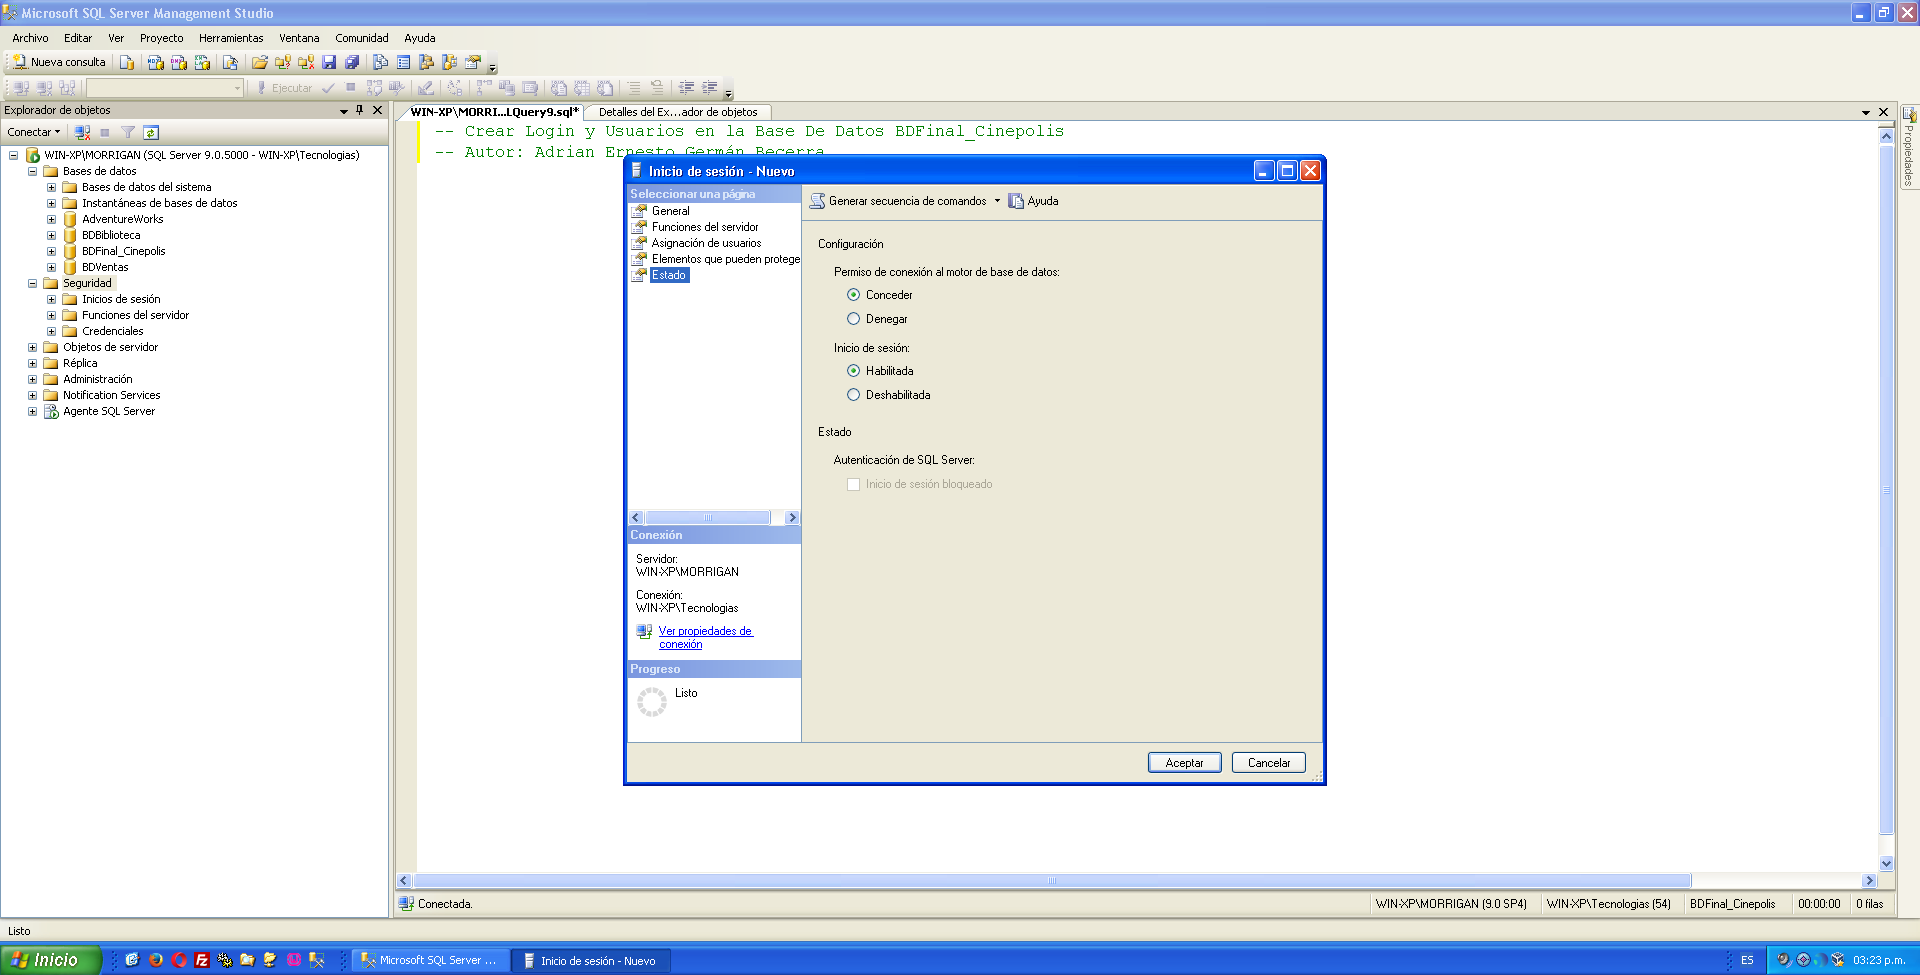 Microsoft SQL Server Management Studio
Archivo Editar Ver Proyecto Herramientas Ventana Comunidad Ayuda
Nueva consulta
Ejecutar
Explorador de objetos
Conectar
WIN-XP\MORRIGAN (SQL Server 9.0.5000 - WIN-XP\Tecnologias)
Bases de datos
Bases de datos del sistema
Instantáneas de bases de datos
AdventureWorks
BDBiblioteca
BDFinal_Cinepolis
BDVentas
Seguridad
Inicios de sesión
Funciones del servidor
Credenciales
Objetos de servidor
Réplica
Administración
Notification Services
Agente SQL Server
WIN-XP\MORRI...LQuery9.sql* Detalles del Ex...ador de objetos
-- Crear Login y Usuarios en la Base De Datos BDFinal_Cinepolis
-- Autor: Adrian Ernesto Germán Becerra
Propiedades
Inicio de sesión - Nuevo
Seleccionar una página
General
Funciones del servidor
Asignación de usuarios
Elementos que pueden protege
Estado
Generar secuencia de comandos Ayuda
Configuración
Permiso de conexión al motor de base de datos:
Conceder
Denegar
Inicio de sesión:
Habilitada
Deshabilitada
Estado
Autenticación de SQL Server:
Inicio de sesión bloqueado
Conexión
Servidor:
WIN-XP\MORRIGAN
Conexión:
WIN-XP\Tecnologias
Ver propiedades de
conexión
Progreso
Listo
Aceptar Cancelar
Conectada. WIN-XP\MORRIGAN (9.0 SP4) WIN-XP\Tecnologias (54) BDFinal_Cinepolis 00:00:00 0 filas
Listo
Inicio Microsoft SQL Server ... Inicio de sesión - Nuevo ES 03:23 p.m.